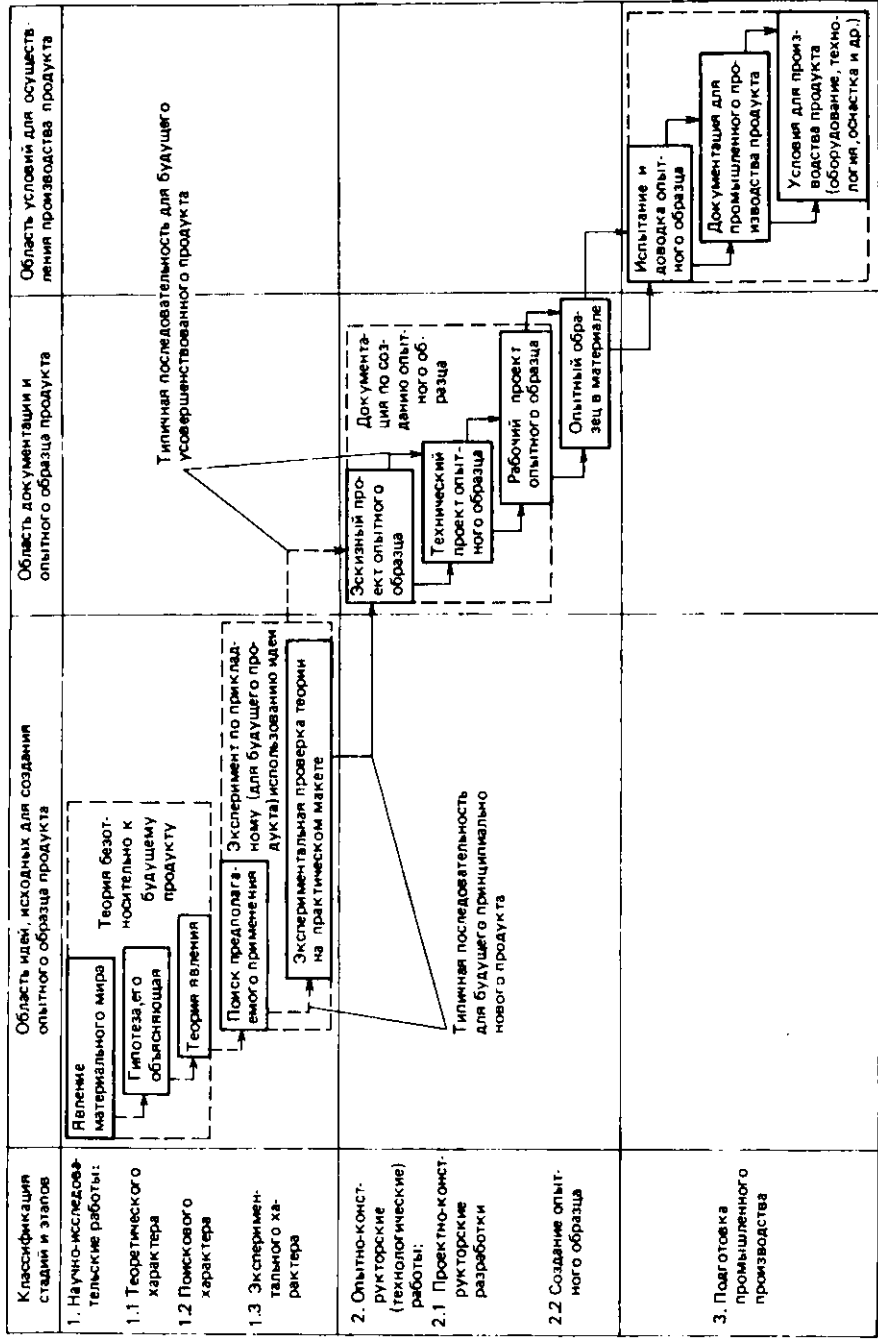 Классификация
стадий и этапов
Область идей, исходных для создания
опытного образца продукта
Область документации и
опытного образца продукта
Область условий для осуществ-
ления производства продукта
1. Научно-исследова-
тельские работы:
1.1 Теоретического
характера
1.2 Поискового
характера
1.3 Эксперимен-
тального ха-
рактера
Явление
материального мира
Гипотеза, его
объясняющая
Теория явления
Теория безот-
носительно к
будущему
продукту
Поиск предполага-
емого применения
Эксперимент по приклад-
ному (для будущего про-
дукта) использованию идеи
Экспериментальная проверка теории
на практическом макете
Типичная последовательность для будущего
усовершенствованного продукта
2. Опытно-конст-
рукторские
(технологические)
работы:
2.1 Проектно-конст-
рукторские
разработки
2.2 Создание опыт-
ного образца
Типичная последовательность
для будущего принципиально
нового продукта
Эскизный про-
ект опытного
образца
Документа-
ция по соз-
данию опыт-
ного об-
разца
Технический
проект опыт-
ного образца
Рабочий проект
опытного образца
Опытный обра-
зец в материале
3. Подготовка
промышленного
производства
Испытание и
доводка опыт-
ного образца
Документация для
промышленного про-
изводства продукта
Условия для произ-
водства продукта
(оборудование, техно-
логия, оснастка и др.)